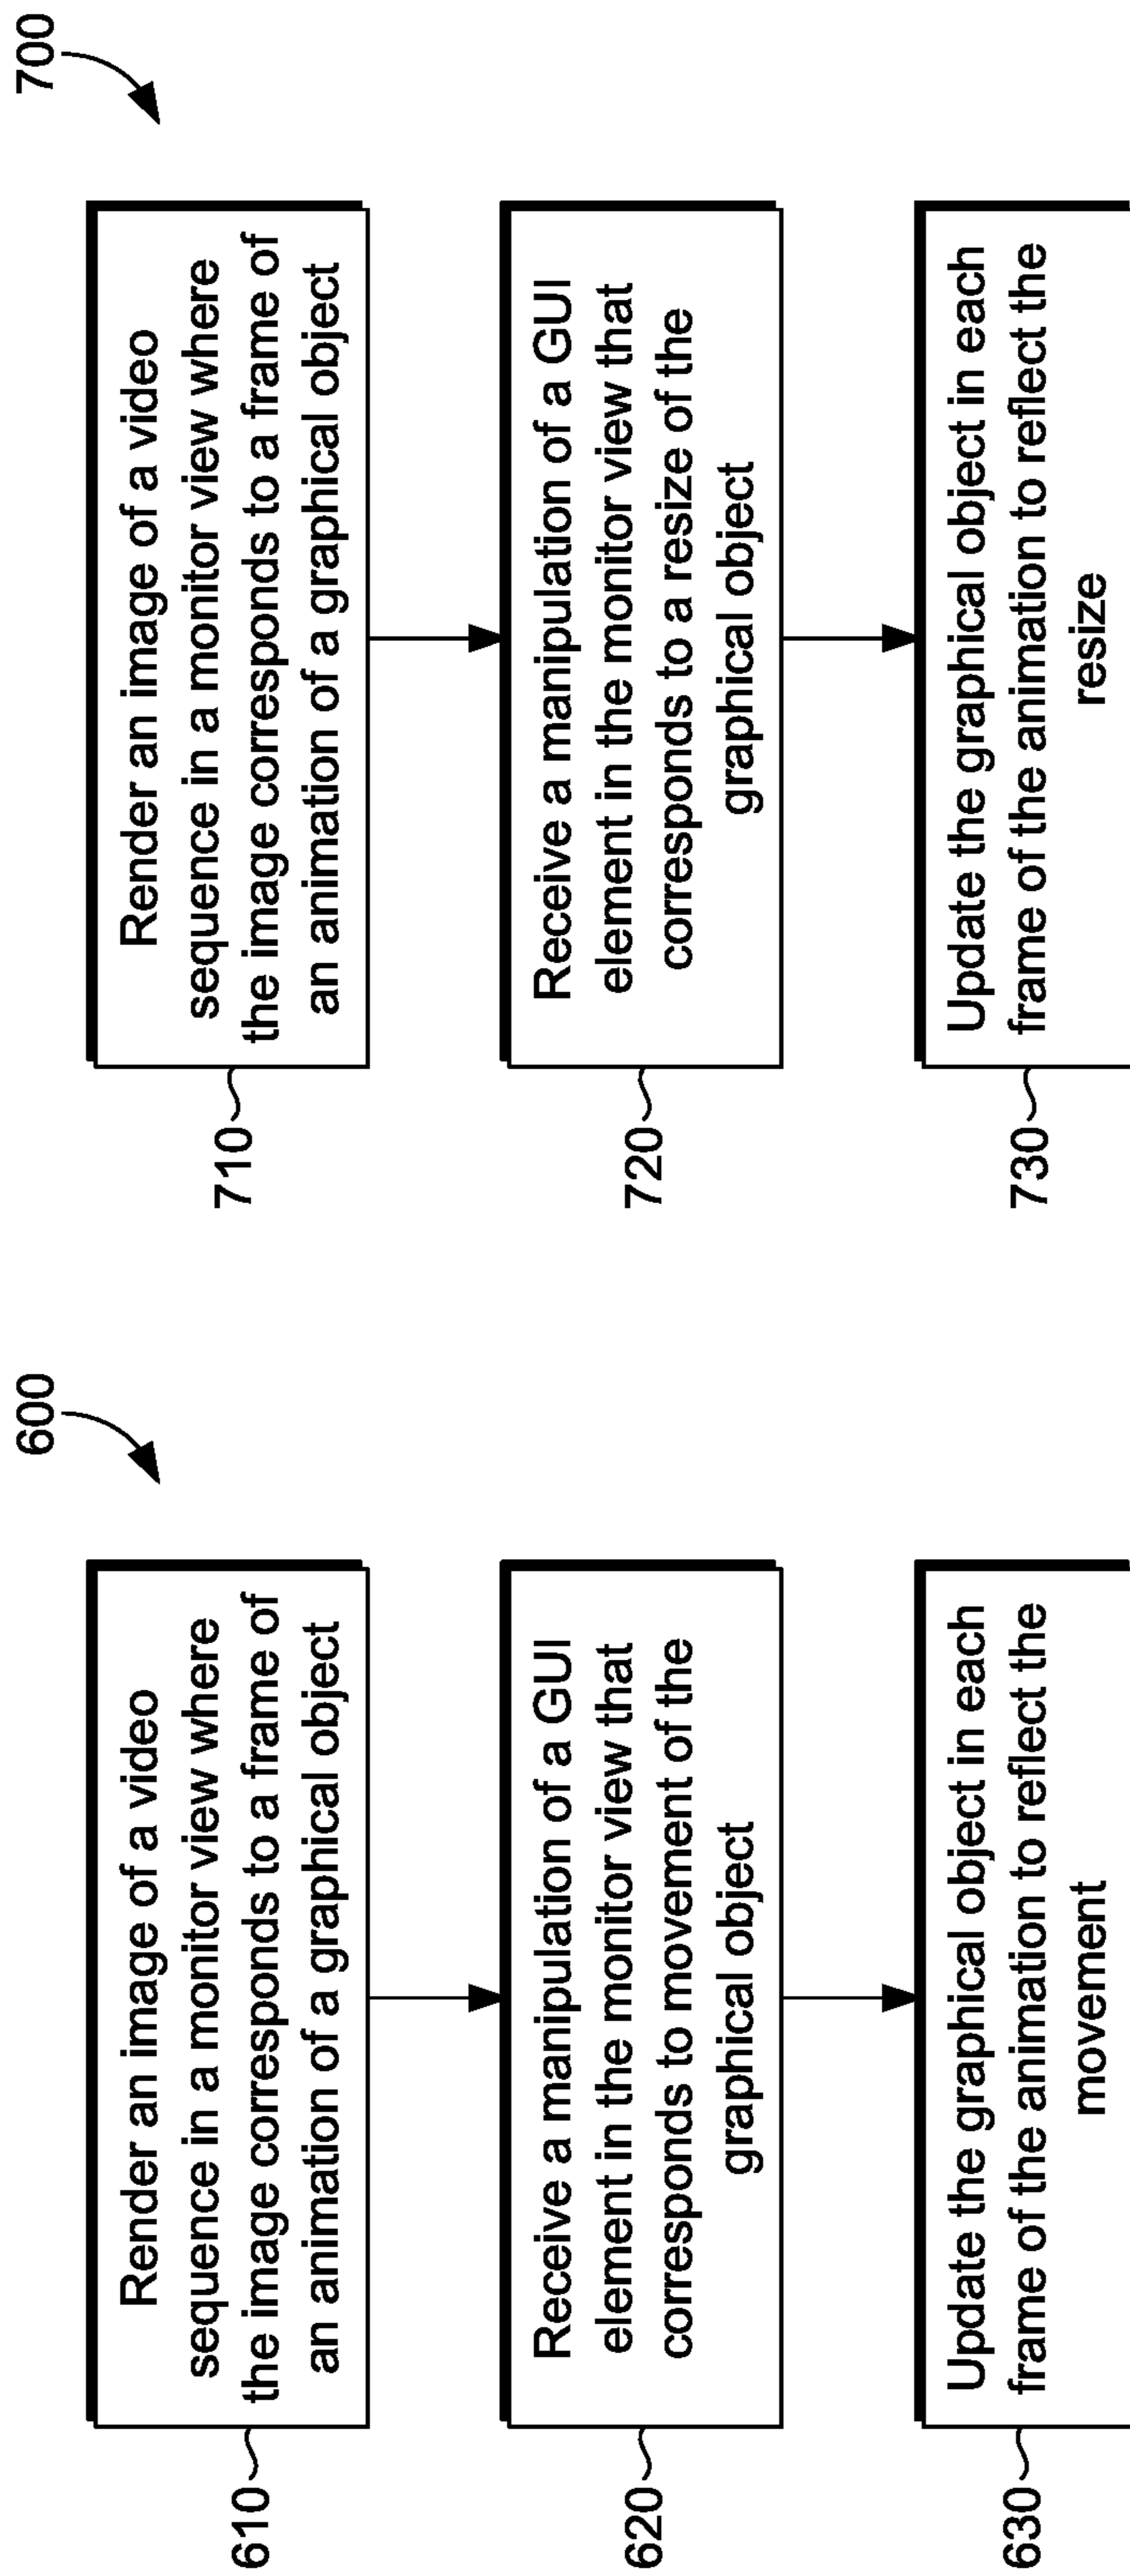 600
610
Render an image of a video
sequence in a monitor view where
the image corresponds to a frame of
an animation of a graphical object
620
Receive a manipulation of a GUI
element in the monitor view that
corresponds to movement of the
graphical object
630
Update the graphical object in each
frame of the animation to reflect the
movement
700
710
Render an image of a video
sequence in a monitor view where
the image corresponds to a frame of
an animation of a graphical object
720
Receive a manipulation of a GUI
element in the monitor view that
corresponds to a resize of the
graphical object
730
Update the graphical object in each
frame of the animation to reflect the
resize